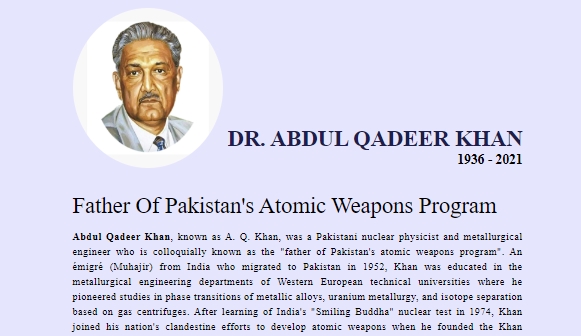 DR. ABDUL QADEER KHAN
1936 - 2021
Father Of Pakistan's Atomic Weapons Program
Abdul Qadeer Khan, known as A. Q. Khan, was a Pakistani nuclear physicist and metallurgical
engineer who is colloquially known as the "father of Pakistan's atomic weapons program". An
émigré (Muhajir) from India who migrated to Pakistan in 1952, Khan was educated in the
metallurgical engineering departments of Western European technical universities where he
pioneered studies in phase transitions of metallic alloys, uranium metallurgy, and isotope separation
based on gas centrifuges. After learning of India's "Smiling Buddha" nuclear test in 1974, Khan
joined his nation's clandestine efforts to develop atomic weapons when he founded the Khan